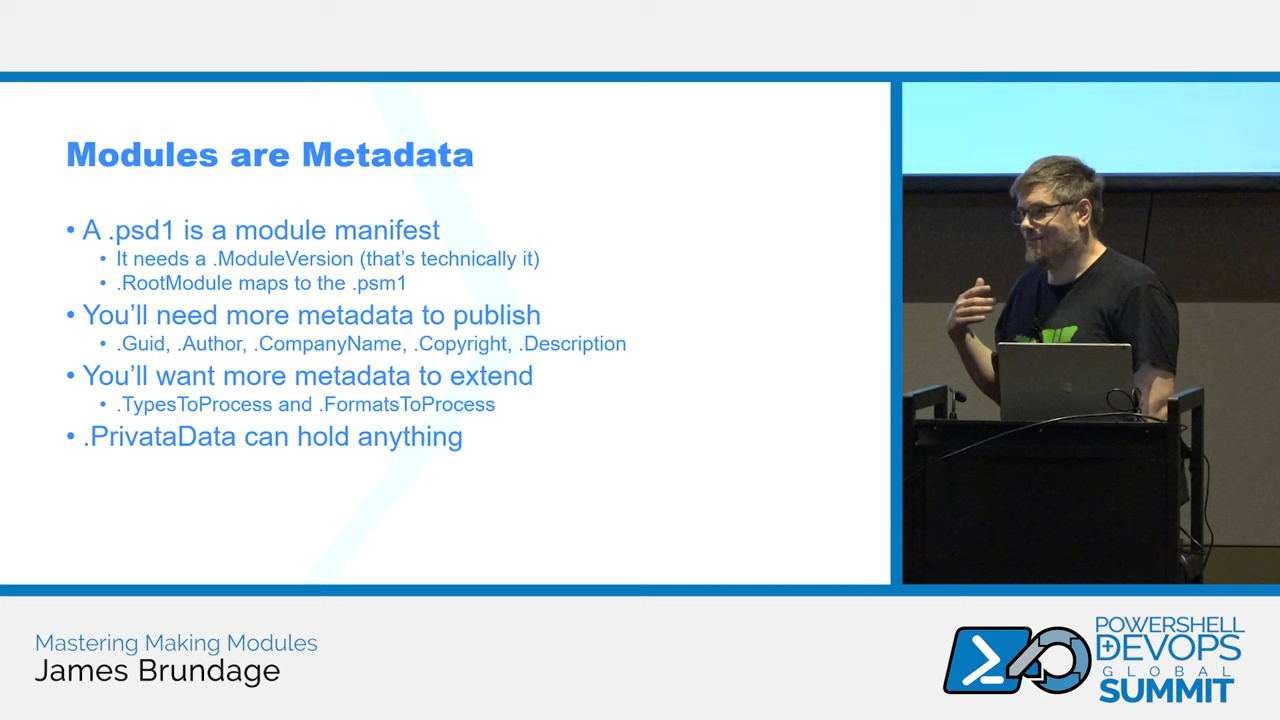 Modules are Metadata
• A .psd1 is a module manifest
• It needs a .ModuleVersion (that's technically it)
• .RootModule maps to the .psm1
• You'll need more metadata to publish
• .Guid, .Author, .CompanyName, .Copyright, .Description
• You'll want more metadata to extend
• .TypesToProcess and .FormatsToProcess
• .PrivataData can hold anything
Mastering Making Modules
James Brundage
POWERSHELL
DEVOPS
GLOBAL
SUMMIT